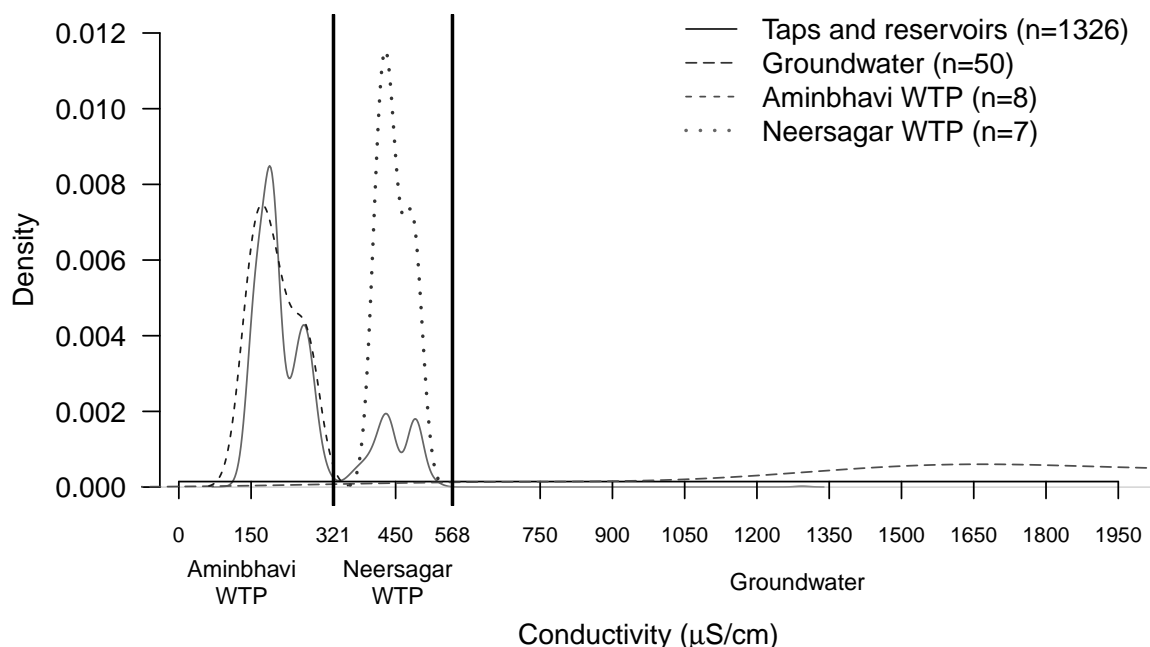 Taps and reservoirs (n=1326)
Groundwater (n=50)
Aminbhavi WTP (n=8)
Neersagar WTP (n=7)
Density
0.012
0.010
0.008
0.006
0.004
0.002
0.000
0 150 321 450 568 750 900 1050 1200 1350 1500 1650 1800 1950
Aminbhavi
WTP
Neersagar
WTP
Groundwater
Conductivity (μS/cm)